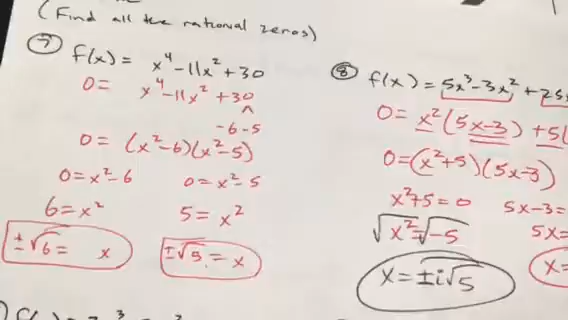 (Find all the rational zeros)
7 f(x) = x⁴-11x²+30
0= x⁴-11x²+30
^
-6 -5
0= (x²-6)(x²-5)
0=x²-6 0=x²-5
6=x² 5=x²
±√6= x ±√5 = x
8 f(x)=5x³-3x²+25
0= x²(5x-3) +5(
0=(x²+5)(5x-3)
x²+5=0 5x-3=
√x²=√-5 5x=
x=±i√5 x=